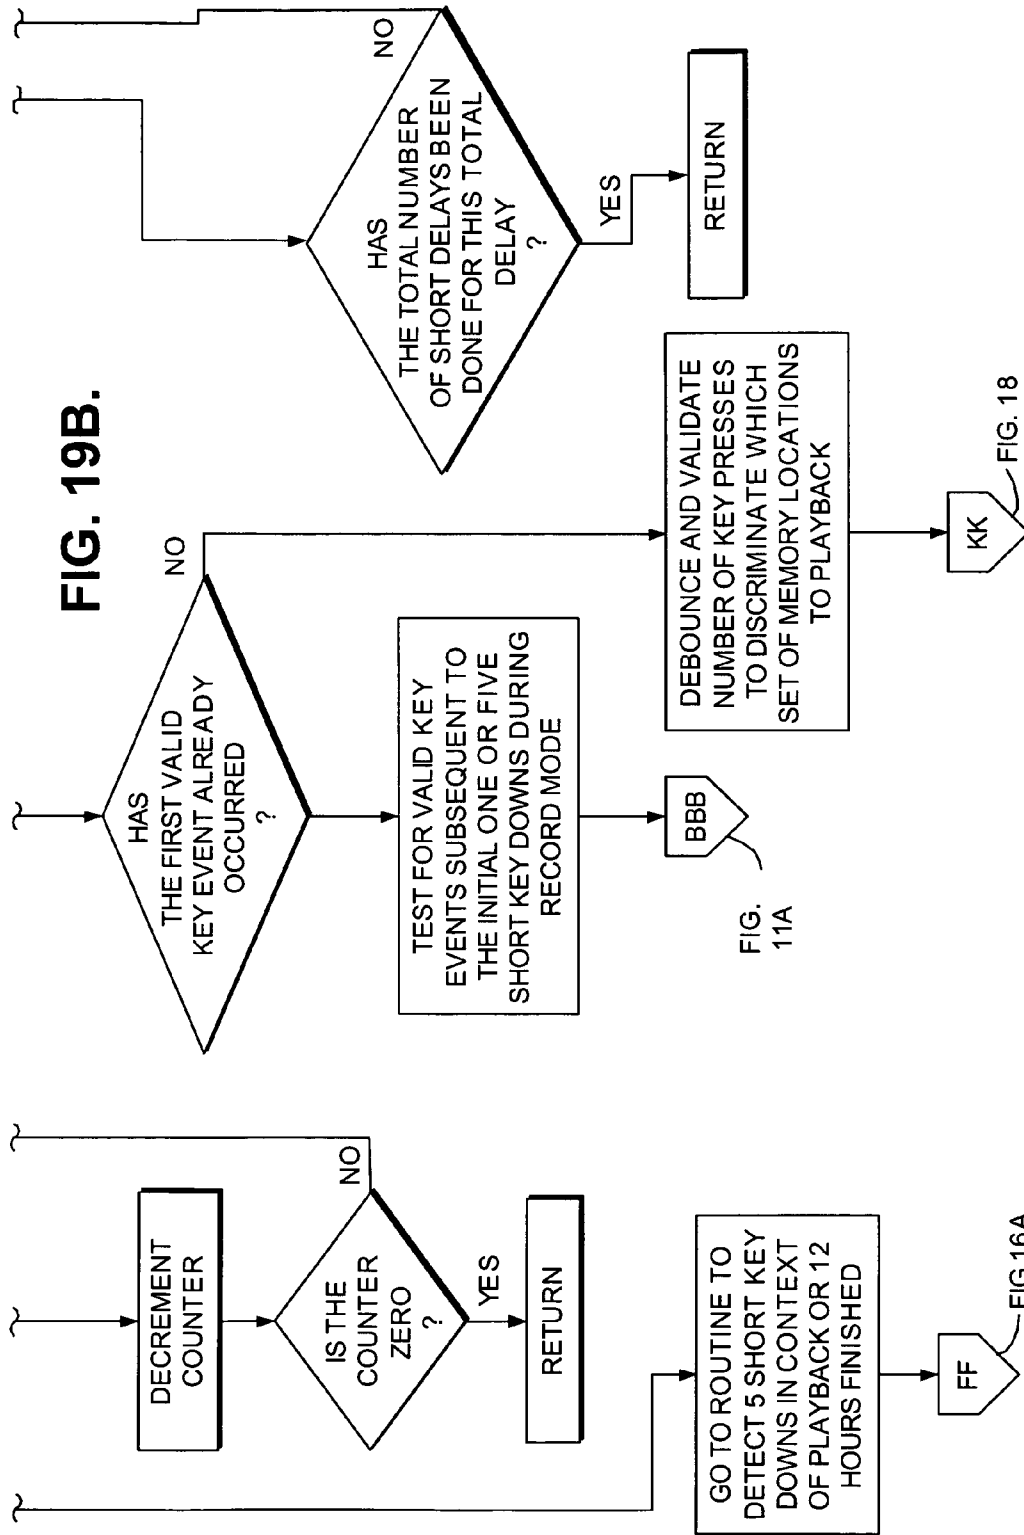 FIG. 19B.
DECREMENT
COUNTER
IS THE
COUNTER
ZERO
?
NO
YES
RETURN
GO TO ROUTINE TO
DETECT 5 SHORT KEY
DOWNS IN CONTEXT
OF PLAYBACK OR 12
HOURS FINISHED
FF
FIG.16A
HAS
THE FIRST VALID
KEY EVENT ALREADY
OCCURRED
?
NO
TEST FOR VALID KEY
EVENTS SUBSEQUENT TO
THE INITIAL ONE OR FIVE
SHORT KEY DOWNS DURING
RECORD MODE
BBB
FIG.
11A
DEBOUNCE AND VALIDATE
NUMBER OF KEY PRESSES
TO DISCRIMINATE WHICH
SET OF MEMORY LOCATIONS
TO PLAYBACK
KK
FIG. 18
HAS
THE TOTAL NUMBER
OF SHORT DELAYS BEEN
DONE FOR THIS TOTAL
DELAY
?
NO
YES
RETURN